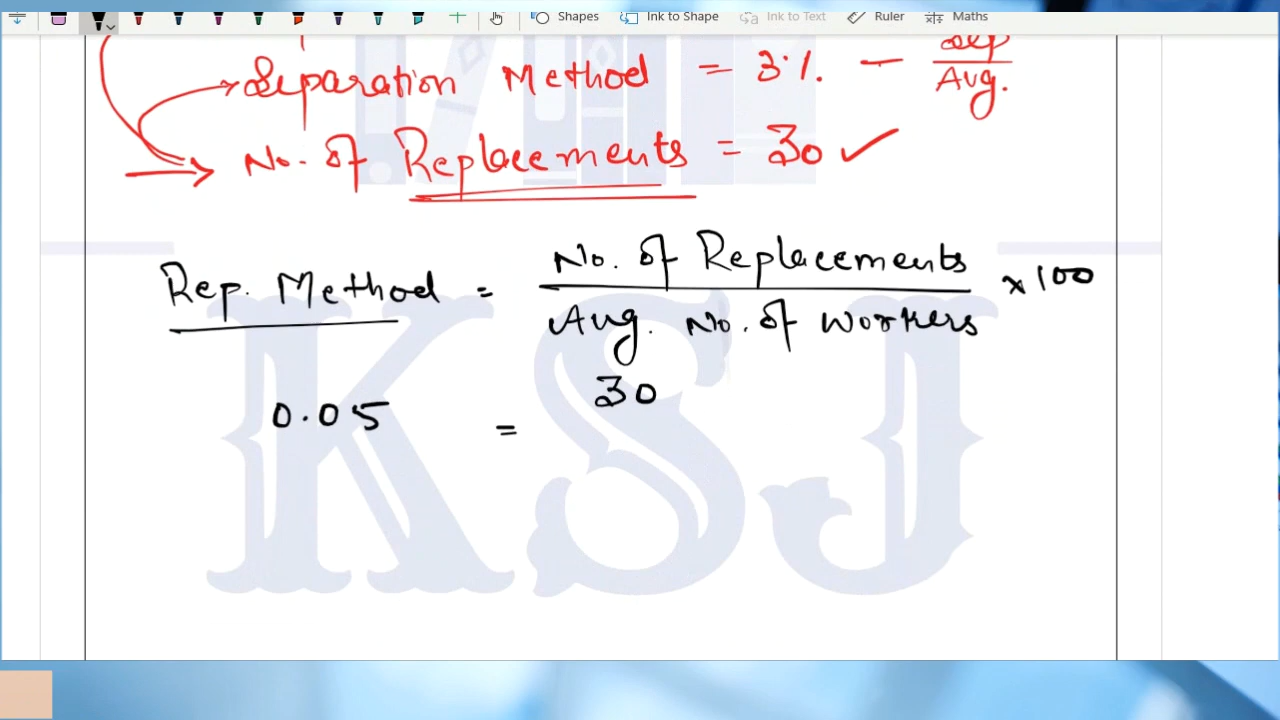 Shapes Ink to Shape Ink to Text Ruler Maths
Separation Method = 3%. - Sep / Avg.
No. of Replacements = 30 ✓
Rep. Method = No. of Replacements / Avg. No. of workers × 100
0.05 = 30
KSJ